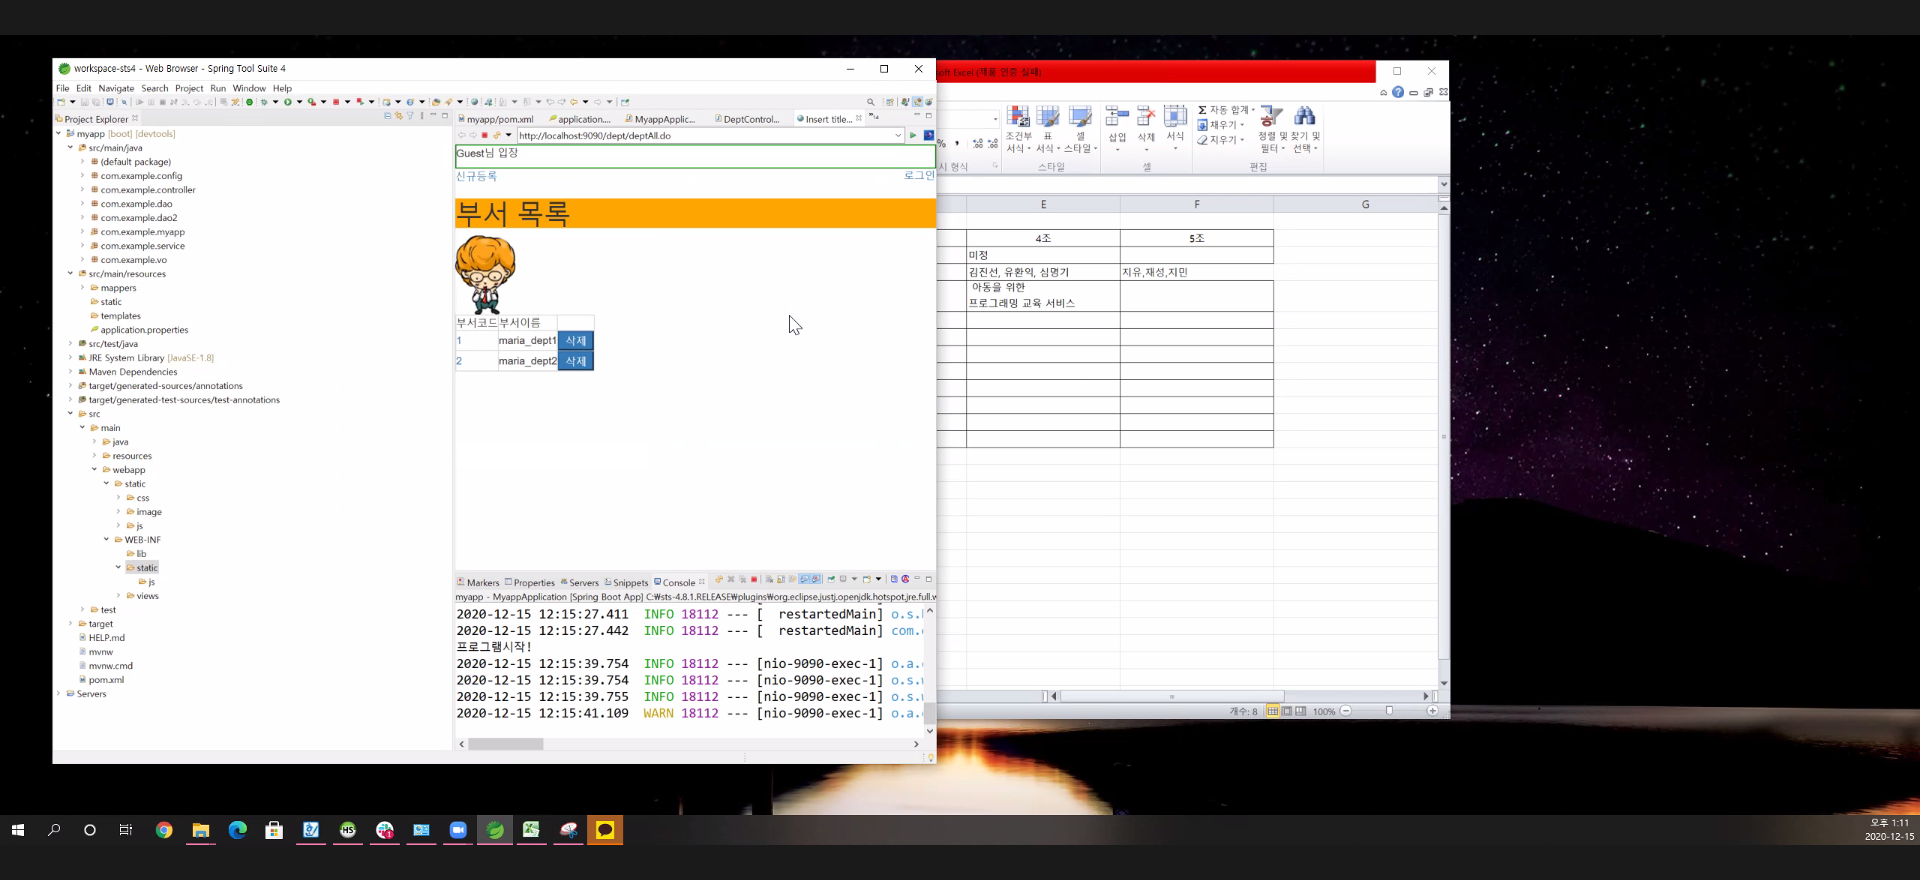 workspace-sts4 - Web Browser - Spring Tool Suite 4
File Edit Navigate Search Project Run Window Help
Project Explorer
myapp [boot] [devtools]
src/main/java
(default package)
com.example.config
com.example.controller
com.example.dao
com.example.dao2
com.example.myapp
com.example.service
com.example.vo
src/main/resources
mappers
static
templates
application.properties
src/test/java
JRE System Library [JavaSE-1.8]
Maven Dependencies
target/generated-sources/annotations
target/generated-test-sources/test-annotations
src
main
java
resources
webapp
static
css
image
js
WEB-INF
lib
static
js
views
test
target
HELP.md
mvnw
mvnw.cmd
pom.xml
Servers
myapp/pom.xml application.... MyappApplic... DeptControl... Insert title...
http://localhost:9090/dept/deptAll.do
Guest님 입장
신규등록 로그인
부서 목록
부서코드 부서이름
1 maria_dept1 삭제
2 maria_dept2 삭제
Markers Properties Servers Snippets Console
myapp - MyappApplication [Spring Boot App] C:₩sts-4.8.1.RELEASE₩plugins₩org.eclipse.justj.openjdk.hotspot.jre.full.w
2020-12-15 12:15:27.411 INFO 18112 --- [ restartedMain] o.s.
2020-12-15 12:15:27.442 INFO 18112 --- [ restartedMain] com.
프로그램시작!
2020-12-15 12:15:39.754 INFO 18112 --- [nio-9090-exec-1] o.a.
2020-12-15 12:15:39.754 INFO 18112 --- [nio-9090-exec-1] o.s.
2020-12-15 12:15:39.755 INFO 18112 --- [nio-9090-exec-1] o.s.
2020-12-15 12:15:41.109 WARN 18112 --- [nio-9090-exec-1] o.a.
oft Excel (제품 인증 실패)
조건부 서식 표 서식 셀 스타일
삽입 삭제 서식
Σ 자동 합계
채우기
지우기
정렬 및 필터 찾기 및 선택
시 형식 스타일 셀 편집
E F G
4조 5조
미정
김진선, 유환익, 심명기 지유,재성,지민
아동을 위한
프로그래밍 교육 서비스
개수: 8 100%
오후 1:11
2020-12-15